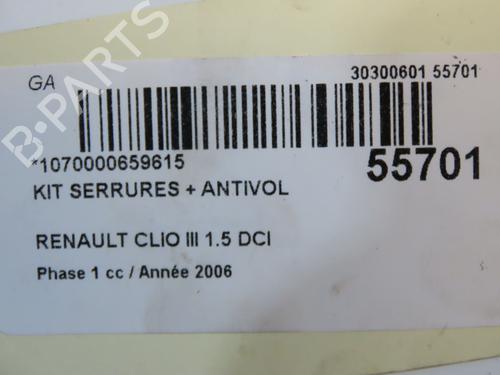 GA
30300601 55701
*1070000659615
55701
KIT SERRURES + ANTIVOL
RENAULT CLIO III 1.5 DCI
Phase 1 cc / Année 2006
B-PARTS